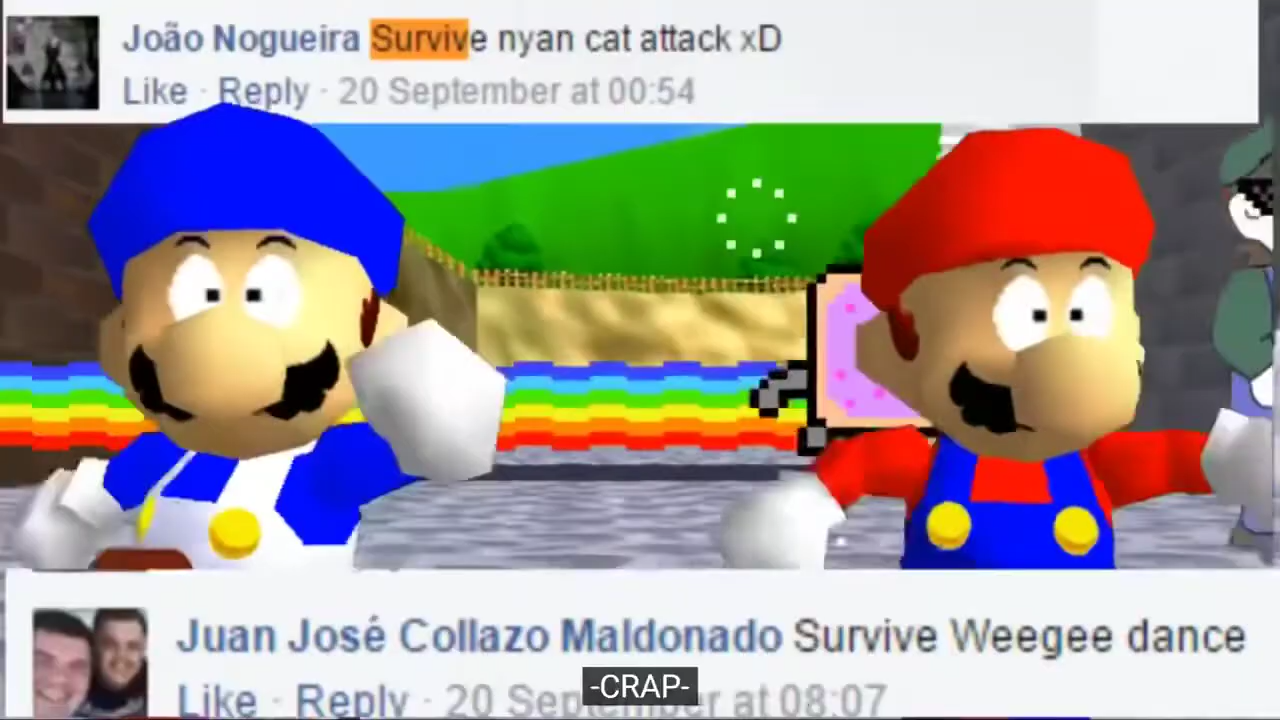 João Nogueira Survive nyan cat attack xD
Like · Reply · 20 September at 00:54
Juan José Collazo Maldonado Survive Weegee dance
Like · Reply · 20 September at 08:07
-CRAP-